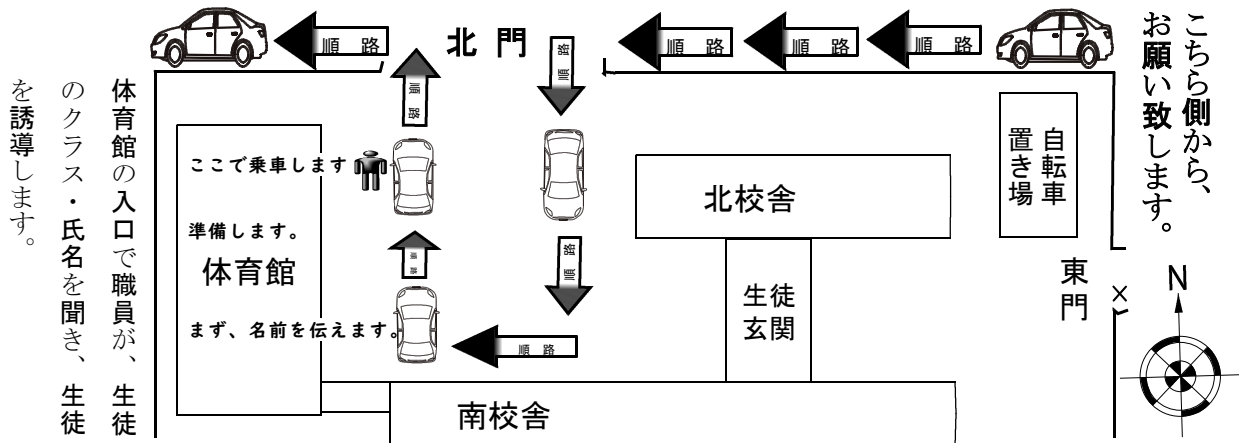 こちら側から、
お願い致します。
北門
順 路
順 路
順 路
順 路
順 路
順 路
順 路
順 路
順 路
ここで乗車します
準備します。
体育館
まず、名前を伝えます。
北校舎
自転車
置き場
生徒
玄関
東門
×
N
南校舎
体育館の入口で職員が、生徒
のクラス・氏名を聞き、生徒
を誘導します。